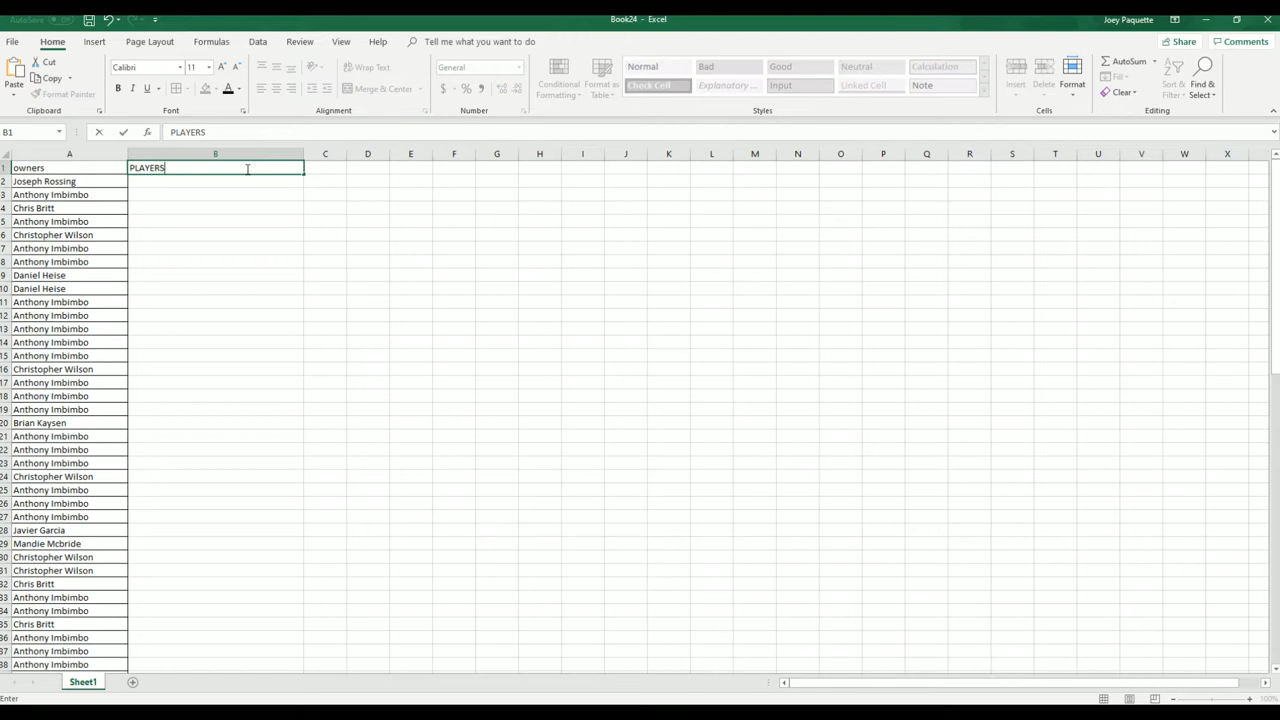 AutoSave
Book24 - Excel
Joey Paquette
File Home Insert Page Layout Formulas Data Review View Help Tell me what you want to do
Share Comments
Paste
Cut
Copy
Format Painter
Clipboard
Calibri 11
B I U
Font
Wrap Text
Merge & Center
Alignment
General
Number
Conditional Formatting
Format as Table
Normal Bad Good Neutral Calculation
Check Cell Explanatory ... Input Linked Cell Note
Styles
Insert Delete Format
Cells
AutoSum
Fill
Clear
Sort & Filter
Find & Select
Editing
B1 PLAYERS
A B C D E F G H I J K L M N O P Q R S T U V W X
1 owners PLAYERS
2 Joseph Rossing
3 Anthony Imbimbo
4 Chris Britt
5 Anthony Imbimbo
6 Christopher Wilson
7 Anthony Imbimbo
8 Anthony Imbimbo
9 Daniel Heise
10 Daniel Heise
11 Anthony Imbimbo
12 Anthony Imbimbo
13 Anthony Imbimbo
14 Anthony Imbimbo
15 Anthony Imbimbo
16 Christopher Wilson
17 Anthony Imbimbo
18 Anthony Imbimbo
19 Anthony Imbimbo
20 Brian Kaysen
21 Anthony Imbimbo
22 Anthony Imbimbo
23 Anthony Imbimbo
24 Christopher Wilson
25 Anthony Imbimbo
26 Anthony Imbimbo
27 Anthony Imbimbo
28 Javier Garcia
29 Mandie Mcbride
30 Christopher Wilson
31 Christopher Wilson
32 Chris Britt
33 Anthony Imbimbo
34 Anthony Imbimbo
35 Chris Britt
36 Anthony Imbimbo
37 Anthony Imbimbo
38 Anthony Imbimbo
Sheet1
Enter
100%